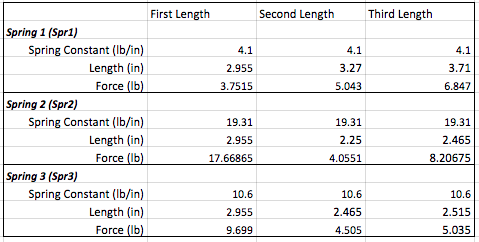 First Length Second Length Third Length
Spring 1 (Spr1)
Spring Constant (lb/in) 4.1 4.1 4.1
Length (in) 2.955 3.27 3.71
Force (lb) 3.7515 5.043 6.847
Spring 2 (Spr2)
Spring Constant (lb/in) 19.31 19.31 19.31
Length (in) 2.955 2.25 2.465
Force (lb) 17.66865 4.0551 8.20675
Spring 3 (Spr3)
Spring Constant (lb/in) 10.6 10.6 10.6
Length (in) 2.955 2.465 2.515
Force (lb) 9.699 4.505 5.035